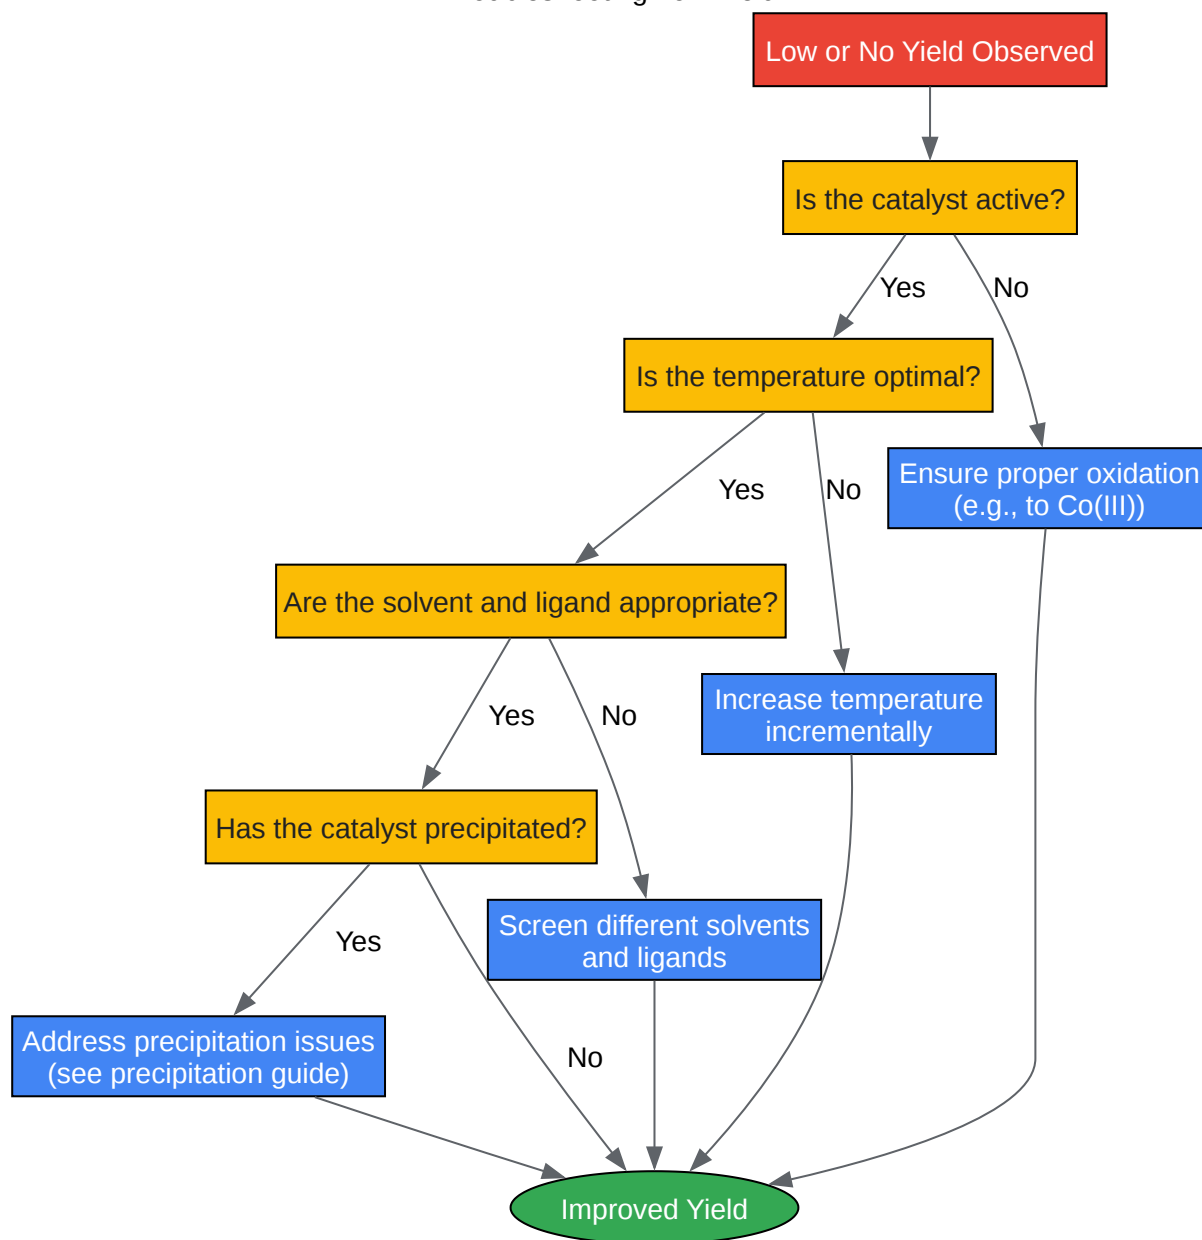 Low or No Yield Observed
Is the catalyst active?
Yes
No
Is the temperature optimal?
Ensure proper oxidation
(e.g., to Co(III))
Yes
No
Are the solvent and ligand appropriate?
Increase temperature
incrementally
Yes
No
Has the catalyst precipitated?
Screen different solvents
and ligands
Yes
No
Address precipitation issues
(see precipitation guide)
Improved Yield